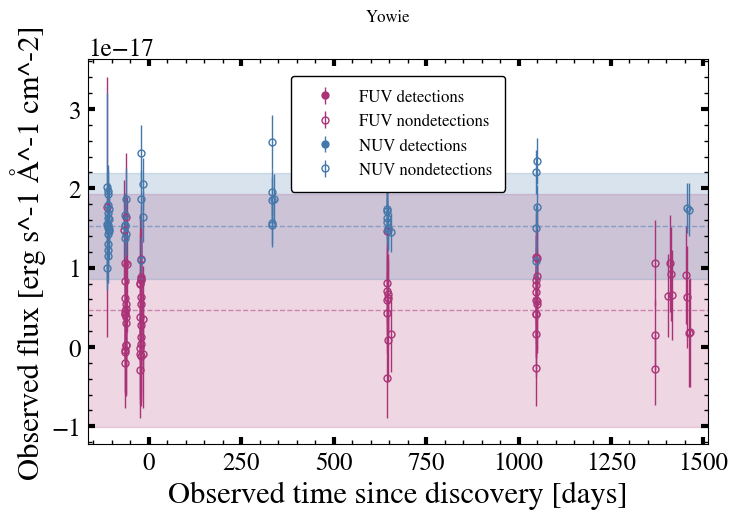 Yowie
1e−17
Observed flux [erg s^-1 Å^-1 cm^-2]
3
2
1
0
−1
FUV detections
FUV nondetections
NUV detections
NUV nondetections
0 250 500 750 1000 1250 1500
Observed time since discovery [days]